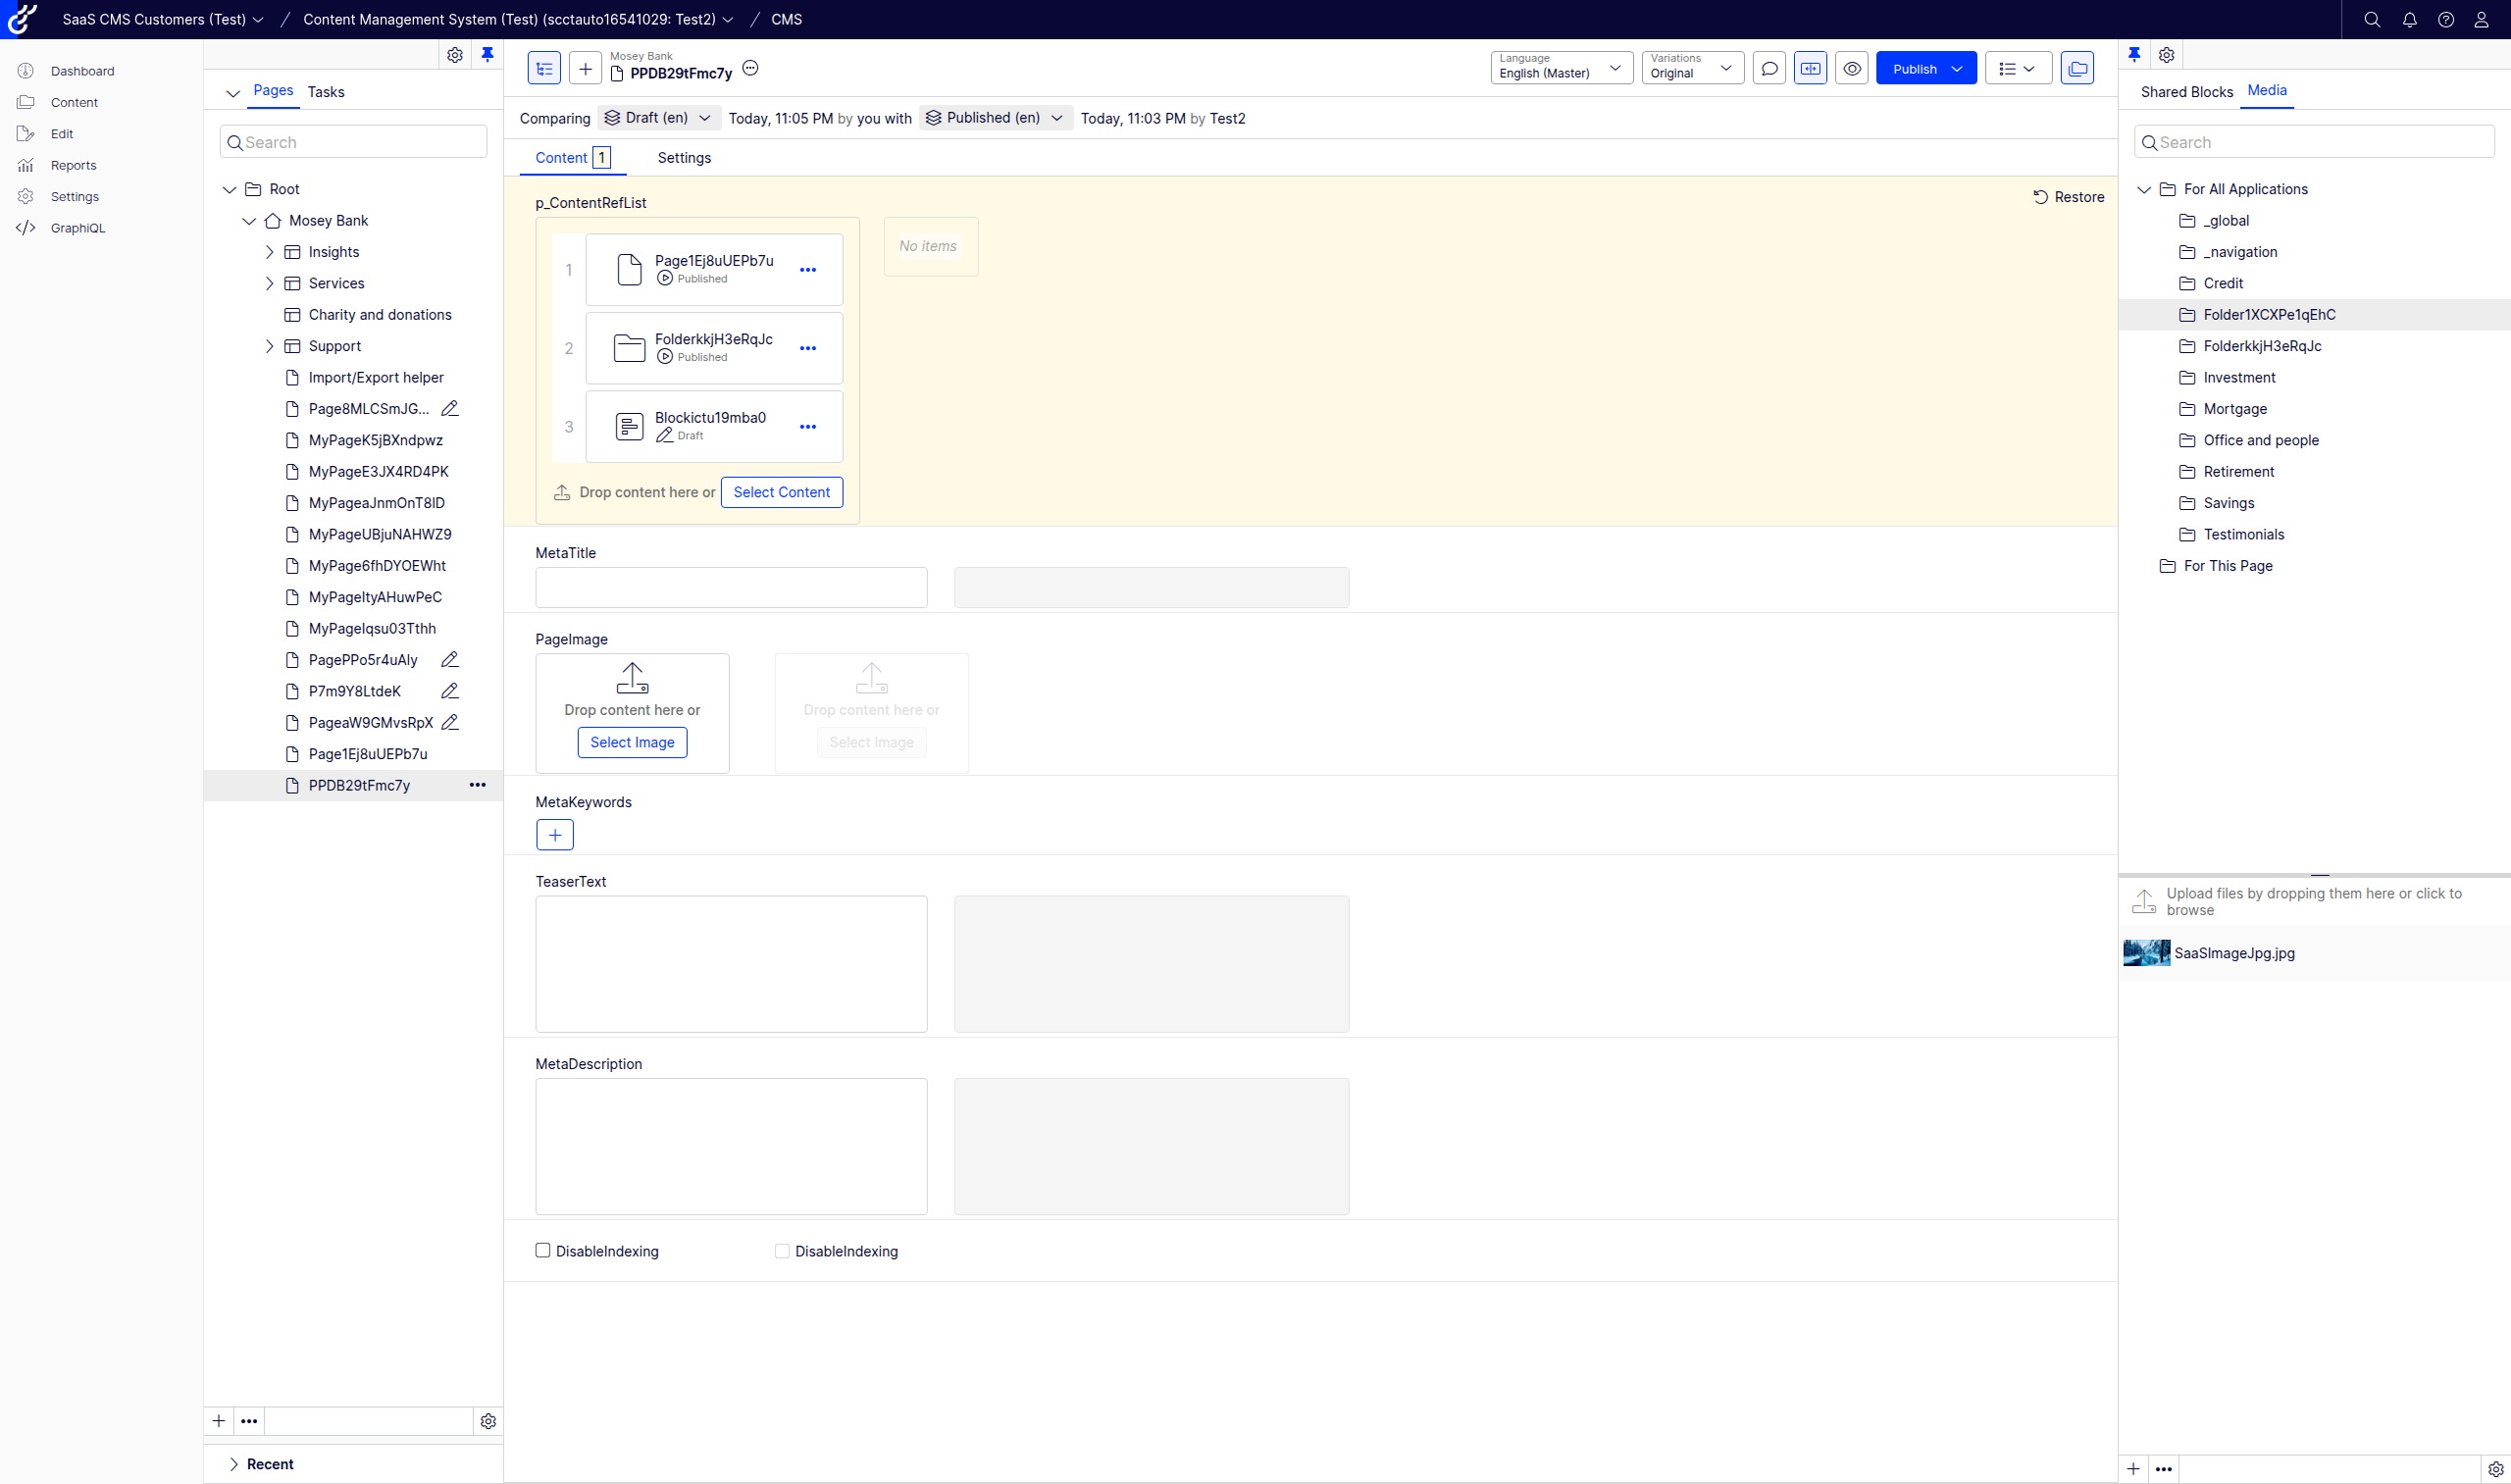 SaaS CMS Customers (Test) / Content Management System (Test) (scctauto16541029: Test2) / CMS
Dashboard
Content
Edit
Reports
Settings
GraphiQL
Pages Tasks
Search
Root
Mosey Bank
Insights
Services
Charity and donations
Support
Import/Export helper
Page8MLCSmJG...
MyPageK5jBXndpwz
MyPageE3JX4RD4PK
MyPageaJnmOnT8ID
MyPageUBjuNAHWZ9
MyPage6fhDYOEWht
MyPageItyAHuwPeC
MyPageIqsu03Tthh
PagePPo5r4uAly
P7m9Y8LtdeK
PageaW9GMvsRpX
Page1Ej8uUEPb7u
PPDB29tFmc7y
Recent
Mosey Bank
PPDB29tFmc7y
Language
English (Master)
Variations
Original
Publish
Comparing Draft (en) Today, 11:05 PM by you with Published (en) Today, 11:03 PM by Test2
Content 1 Settings
p_ContentRefList
Restore
1 Page1Ej8uUEPb7u
Published
2 FolderkkjH3eRqJc
Published
3 Blockictu19mba0
Draft
Drop content here or Select Content
No items
MetaTitle
PageImage
Drop content here or
Select Image
Drop content here or
Select Image
MetaKeywords
TeaserText
MetaDescription
DisableIndexing DisableIndexing
Shared Blocks Media
Search
For All Applications
_global
_navigation
Credit
Folder1XCXPe1qEhC
FolderkkjH3eRqJc
Investment
Mortgage
Office and people
Retirement
Savings
Testimonials
For This Page
Upload files by dropping them here or click to
browse
SaaSImageJpg.jpg